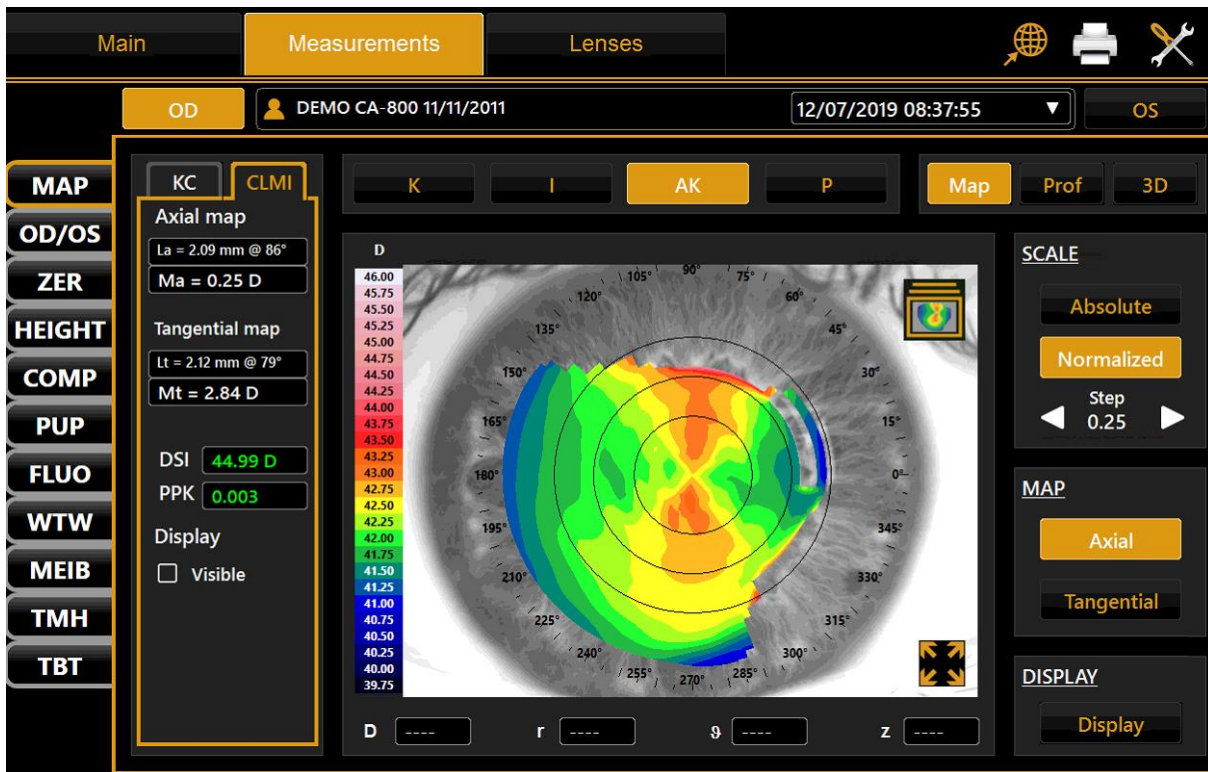 Main
Measurements
Lenses
OD
DEMO CA-800 11/11/2011
12/07/2019 08:37:55
OS
MAP
OD/OS
ZER
HEIGHT
COMP
PUP
FLUO
WTW
MEIB
TMH
TBT
KC
CLMI
Axial map
La = 2.09 mm @ 86°
Ma = 0.25 D
Tangential map
Lt = 2.12 mm @ 79°
Mt = 2.84 D
DSI 44.99 D
PPK 0.003
Display
Visible
K
I
AK
P
Map
Prof
3D
D
46.00
45.75
45.50
45.25
45.00
44.75
44.50
44.25
44.00
43.75
43.50
43.25
43.00
42.75
42.50
42.25
42.00
41.75
41.50
41.25
41.00
40.75
40.50
40.25
40.00
39.75
105°
90°
75°
120°
60°
135°
45°
150°
30°
165°
15°
180°
0°
195°
345°
210°
330°
225°
315°
240°
300°
255°
270°
285°
D ----
r ----
ϑ ----
z ----
SCALE
Absolute
Normalized
Step
0.25
MAP
Axial
Tangential
DISPLAY
Display